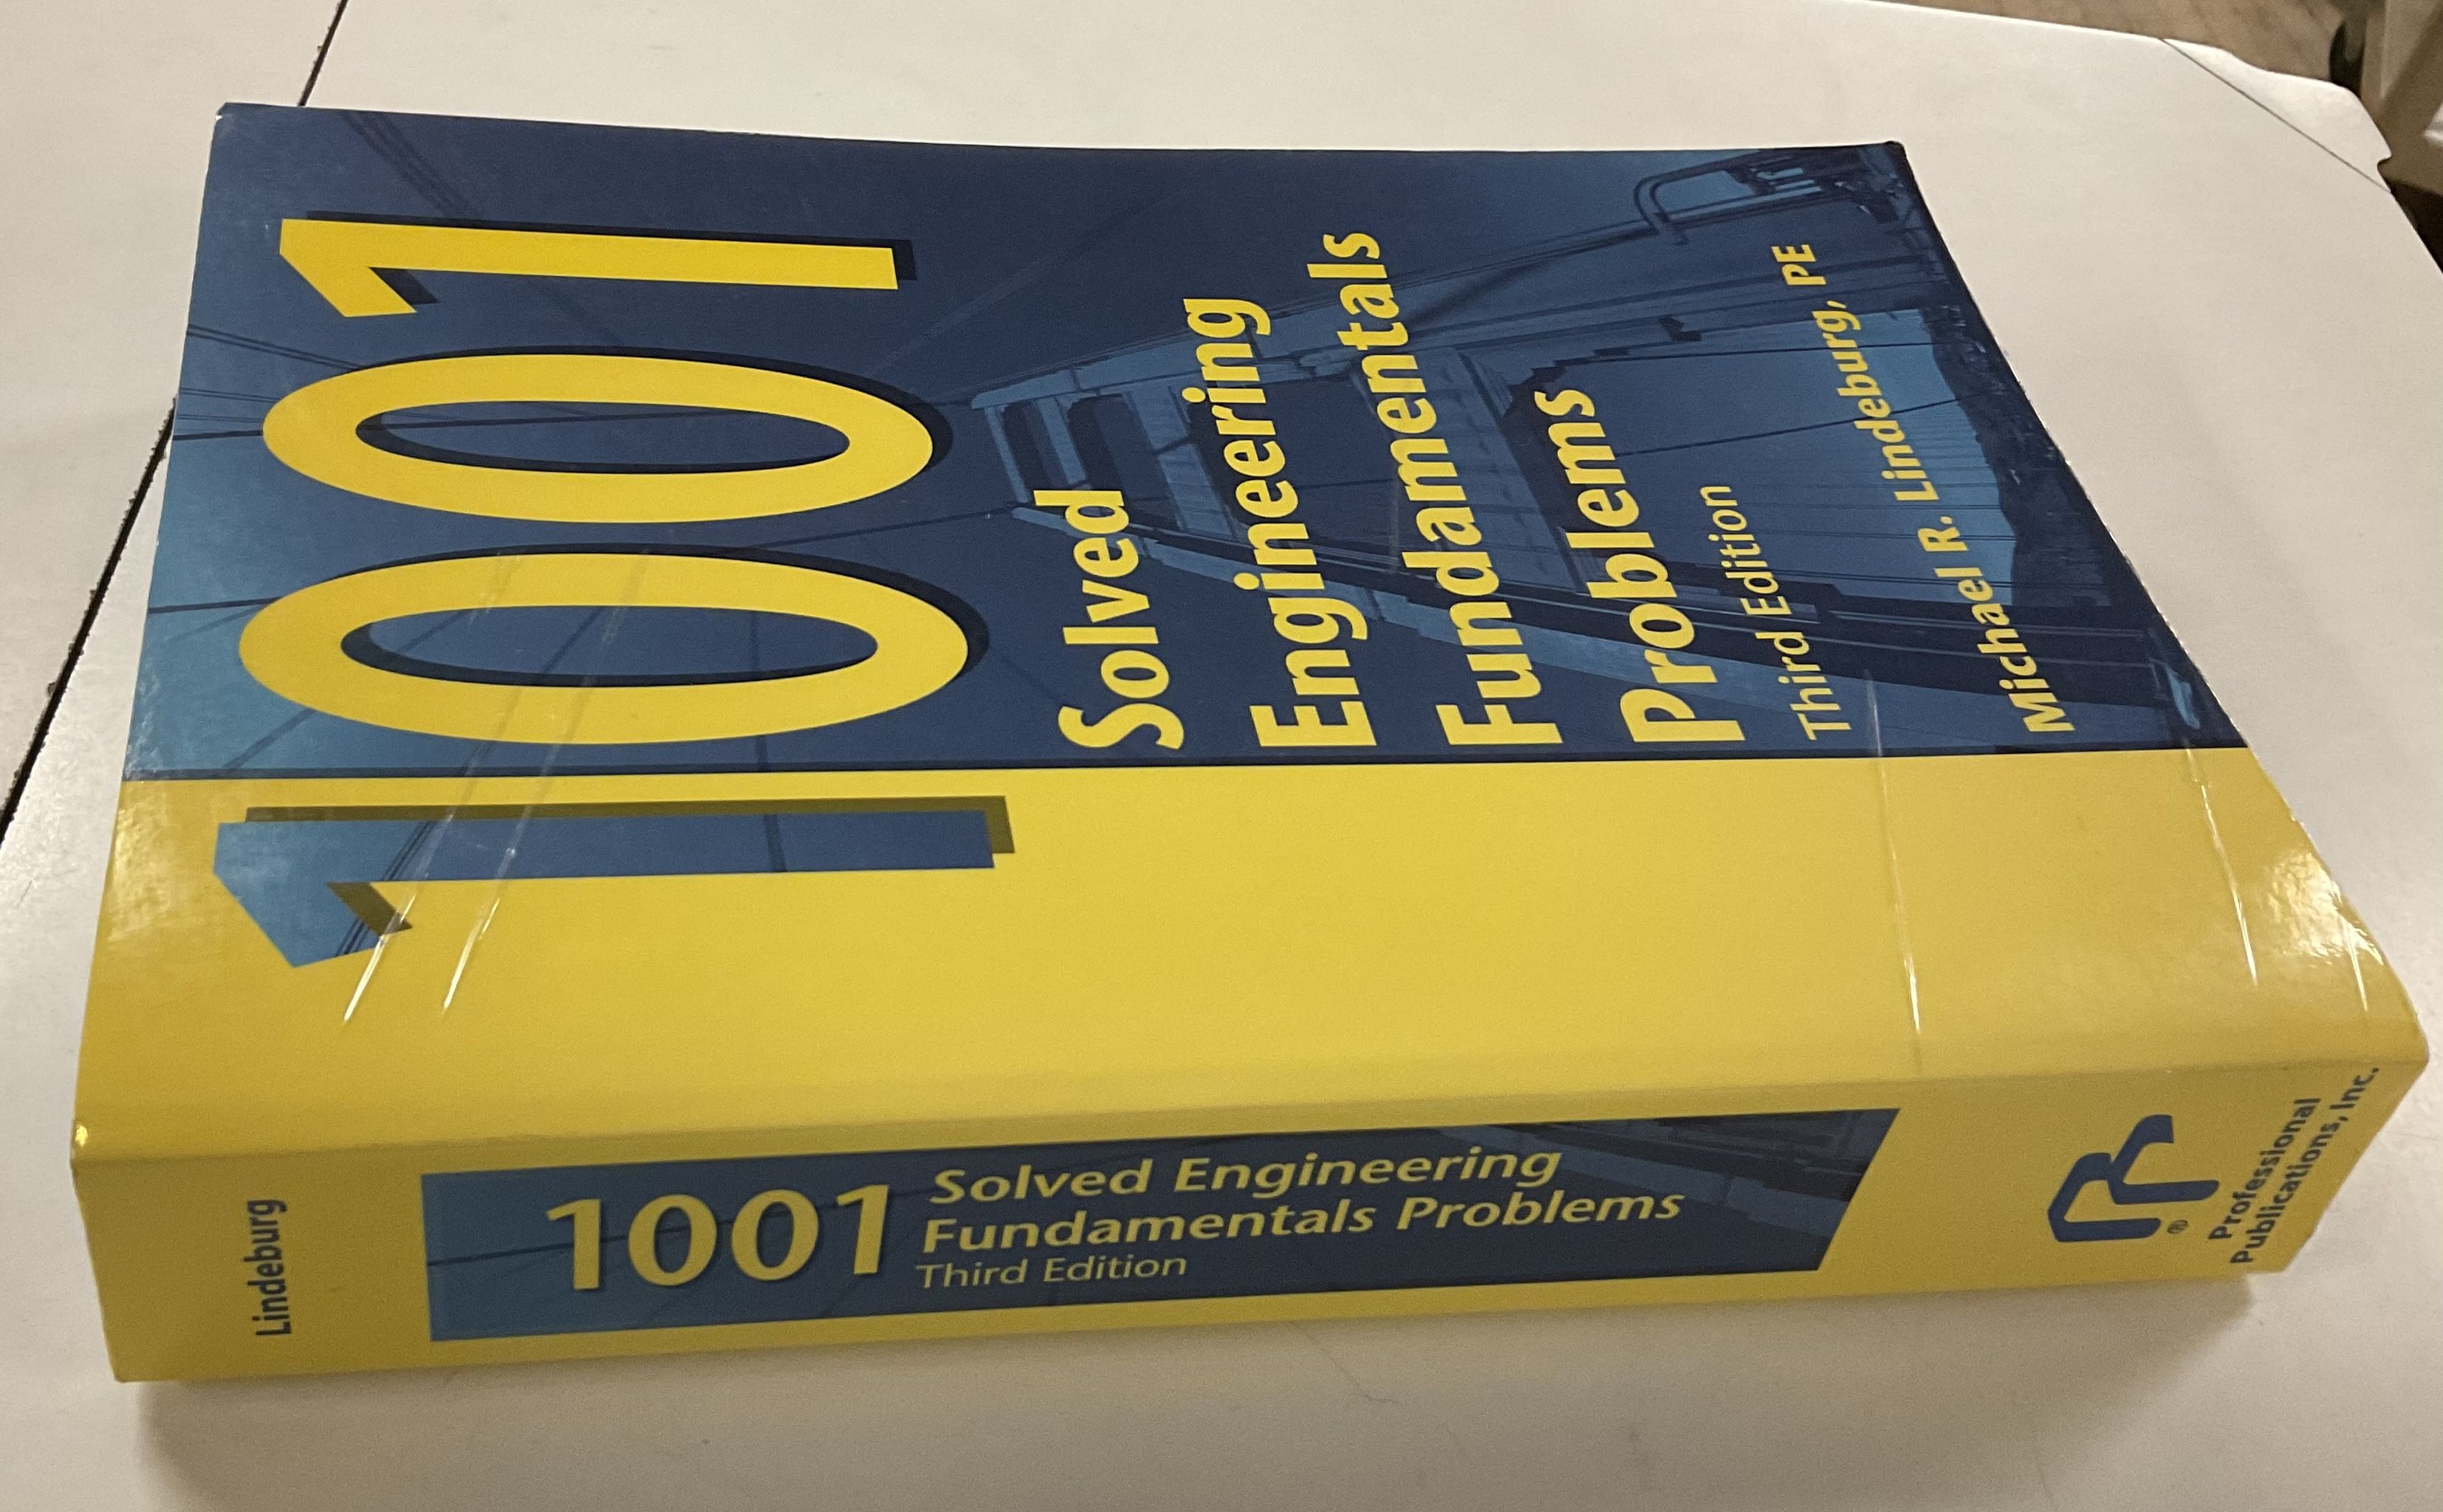 1001
Solved
Engineering
Fundamentals
Problems
Third Edition
Michael R. Lindeburg, PE
Lindeburg
1001
Solved Engineering
Fundamentals Problems
Third Edition
®
Professional
Publications, Inc.